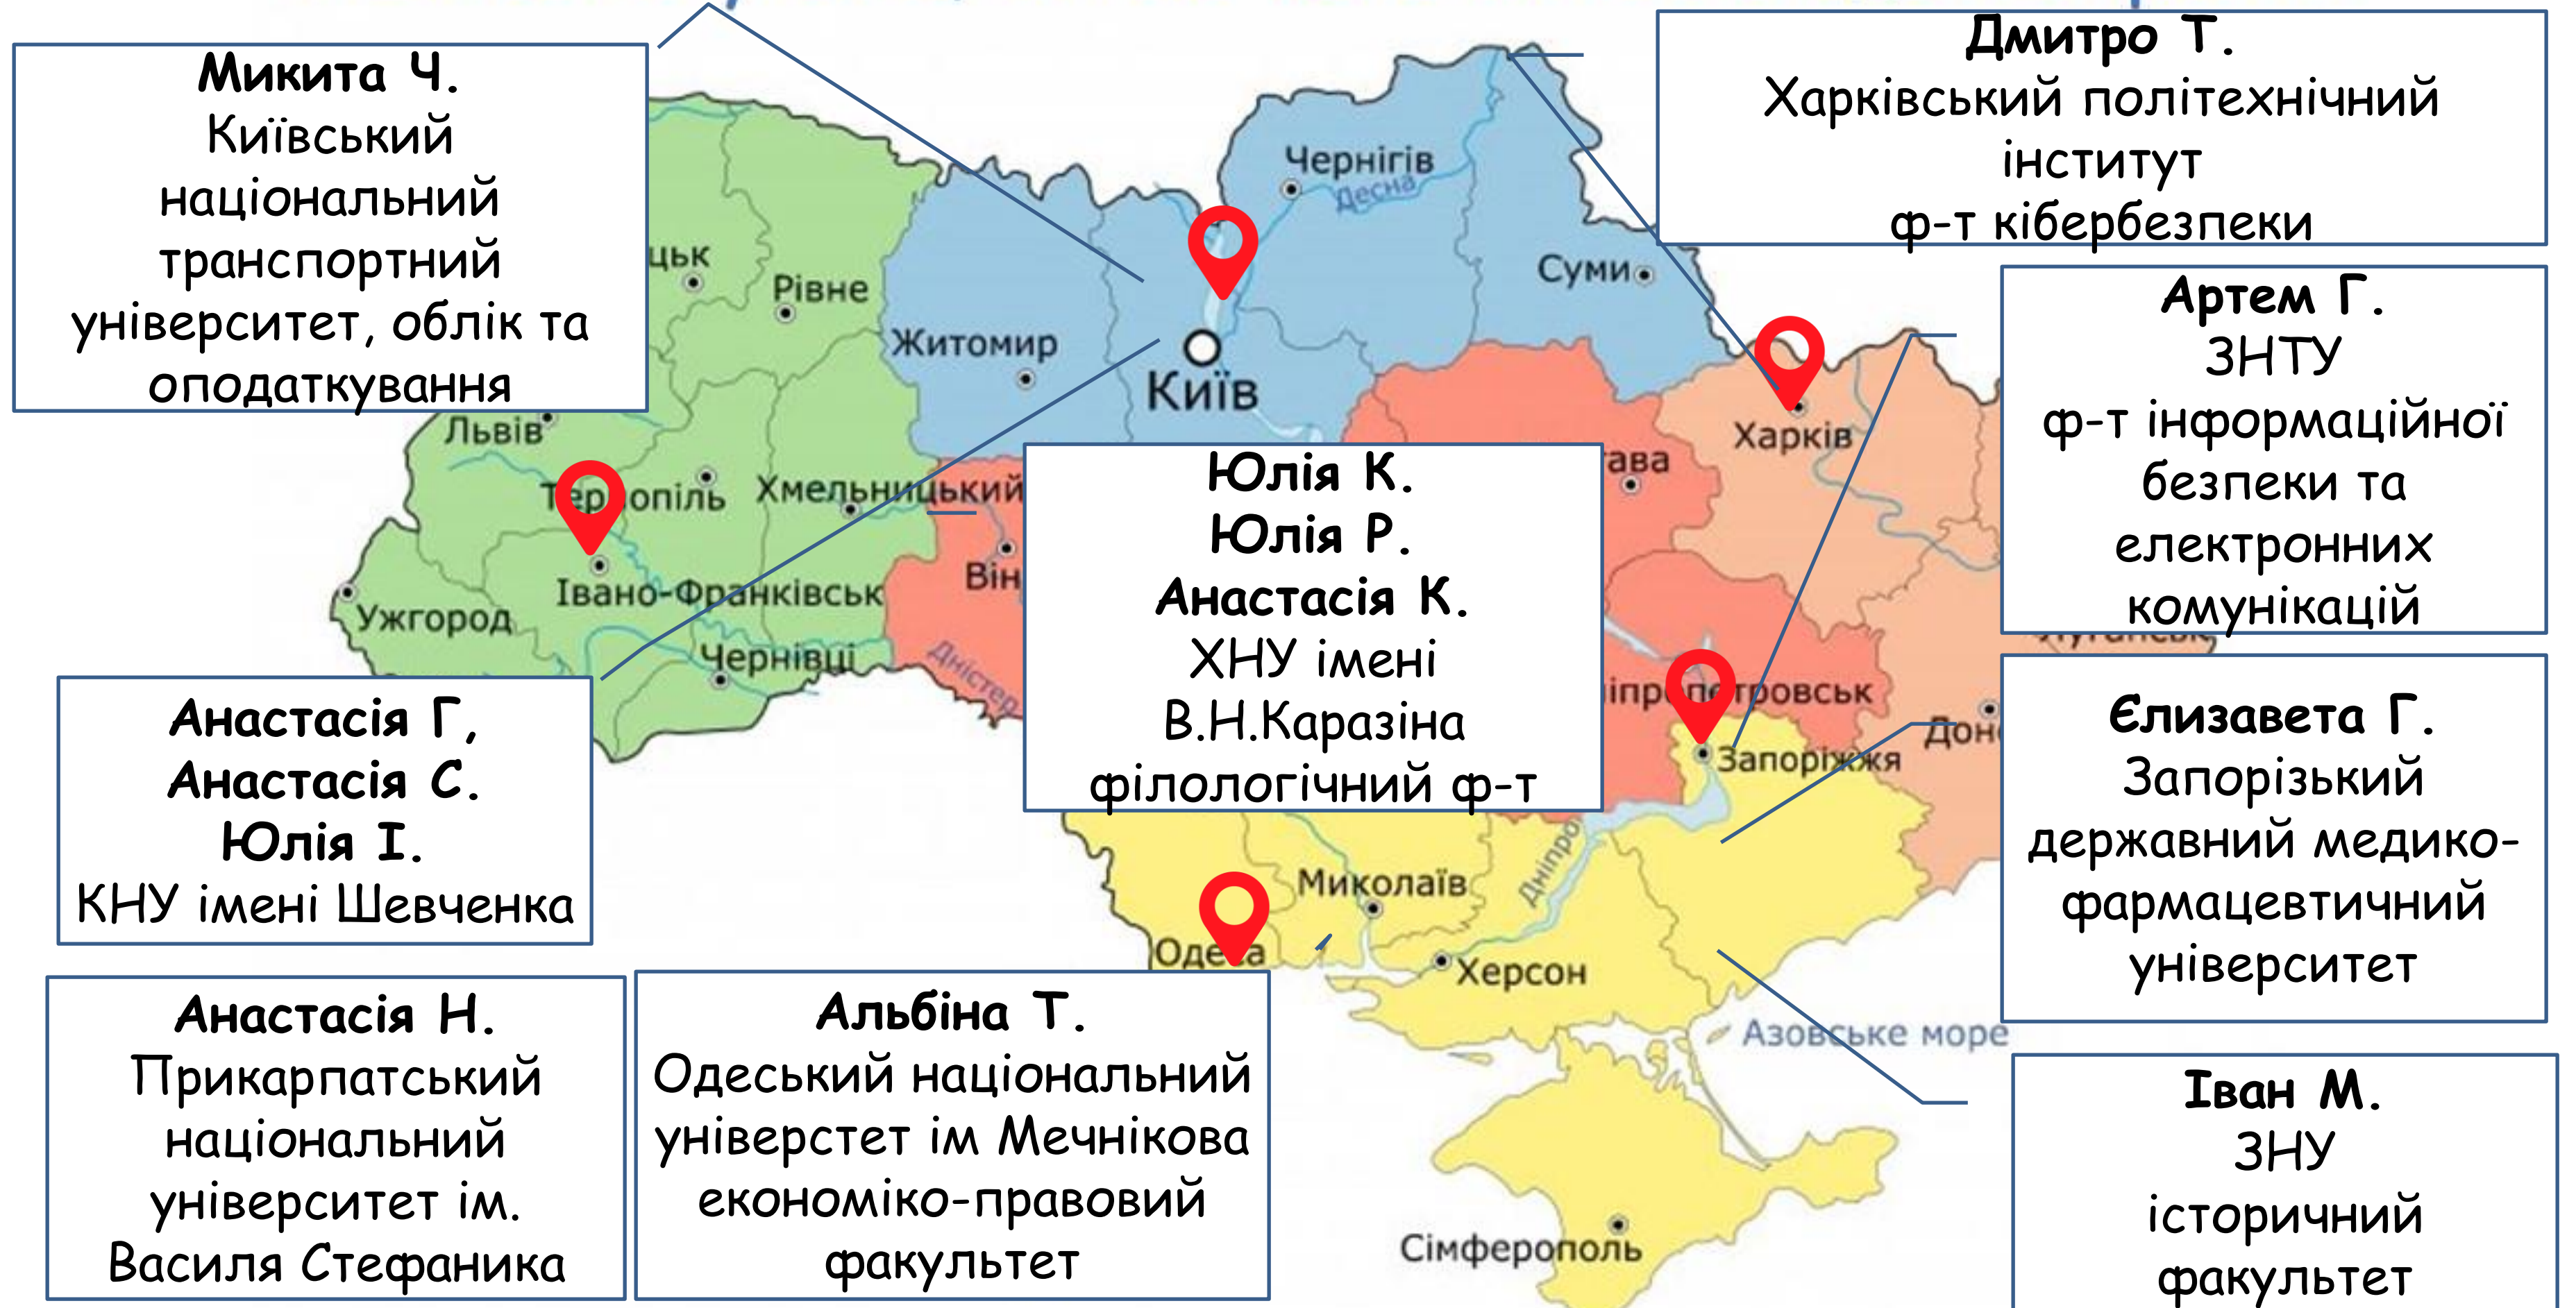 Микита Ч.
Київський
національний
транспортний
університет, облік та
оподаткування
Дмитро Т.
Харківський політехнічний
інститут
ф-т кібербезпеки
Артем Г.
ЗНТУ
ф-т інформаційної
безпеки та
електронних
комунікацій
Юлія К.
Юлія Р.
Анастасія К.
ХНУ імені
В.Н.Каразіна
філологічний ф-т
Анастасія Г,
Анастасія С.
Юлія І.
КНУ імені Шевченка
Єлизавета Г.
Запорізький
державний медико-
фармацевтичний
університет
Анастасія Н.
Прикарпатський
національний
університет ім.
Василя Стефаника
Альбіна Т.
Одеський національний
універстет ім Мечнікова
економіко-правовий
факультет
Іван М.
ЗНУ
історичний
факультет
Чернігів
Десна
Суми
Рівне
Житомир
Київ
Львів
Харків
Тернопіль
Хмельницький
Він
Івано-Франківськ
Ужгород
Чернівці
Дністер
іпропетровськ
Запоріжжя
Дон
Миколаїв
Дніпро
Одеса
Херсон
Азовське море
Сімферополь